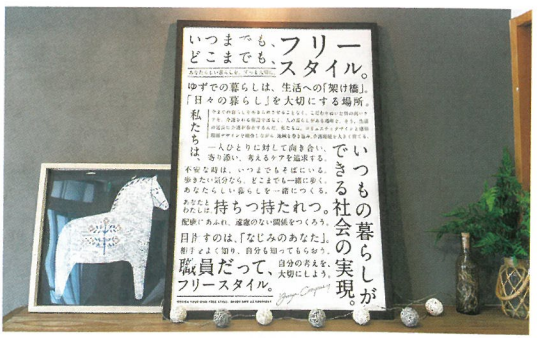 いつまでも、
どこまでも、
フリー
スタイル。
ゆずでの暮らしは、生活への「架け橋」。
「日々の暮らし」を大切にする場所。
私たちは、
一人ひとりに対して向き合い、
寄り添い、考えるケアを追求する。
不安な時は、いつまでもそばにいる。
歩きたい気分なら、どこまでも一緒に歩く。
あなたらしい暮らしを一緒につくる。
あなたと
わたしは、
持ちつ持たれつ。
配慮にあふれ、遠慮のない関係をつくろう。
目指すのは、「なじみのあなた」。
相手をよく知り、自分も知ってもらおう。
職員だって、
フリースタイル。
自分の考えを、
大切にしよう。
いつもの暮らしが
できる社会の実現。